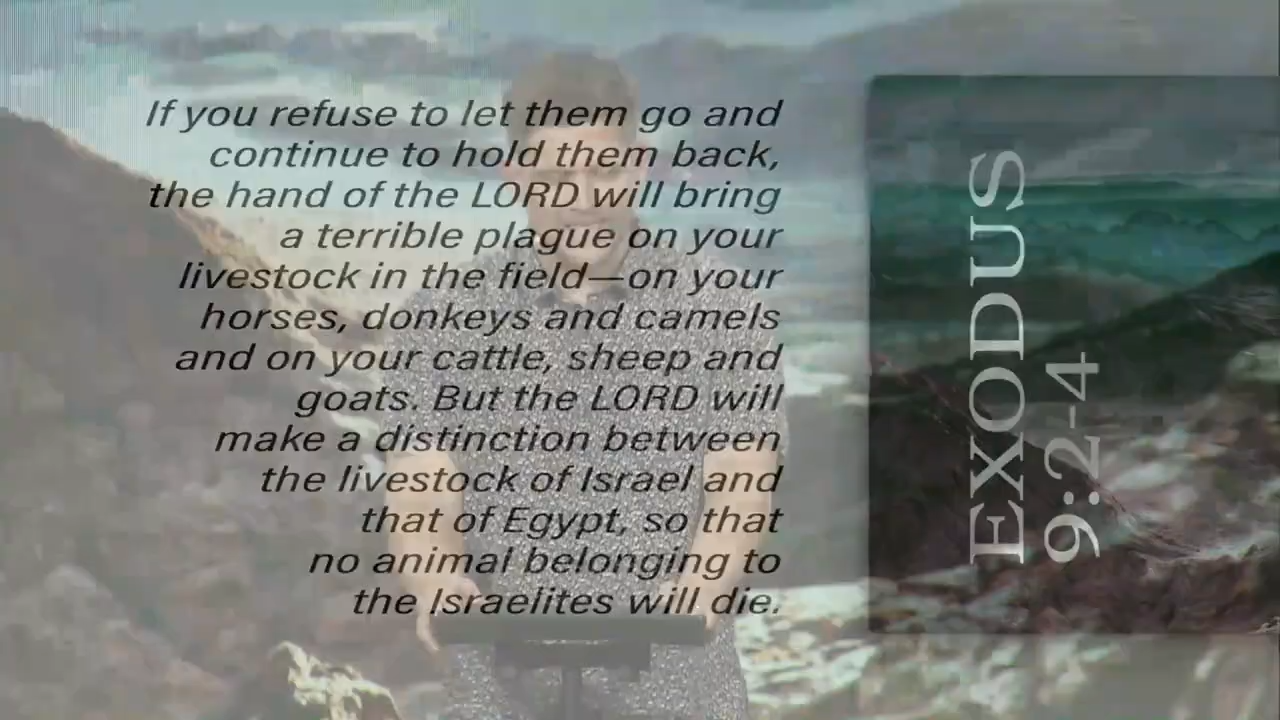 If you refuse to let them go and
continue to hold them back,
the hand of the LORD will bring
a terrible plague on your
livestock in the field—on your
horses, donkeys and camels
and on your cattle, sheep and
goats. But the LORD will
make a distinction between
the livestock of Israel and
that of Egypt, so that
no animal belonging to
the Israelites will die.
EXODUS
9:2-4